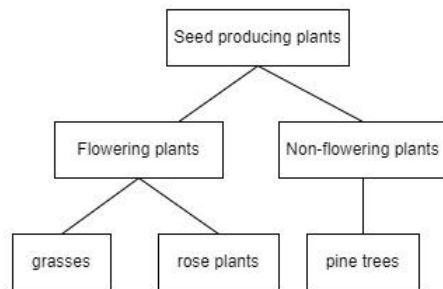 Seed producing plants
Flowering plants
Non-flowering plants
grasses
rose plants
pine trees